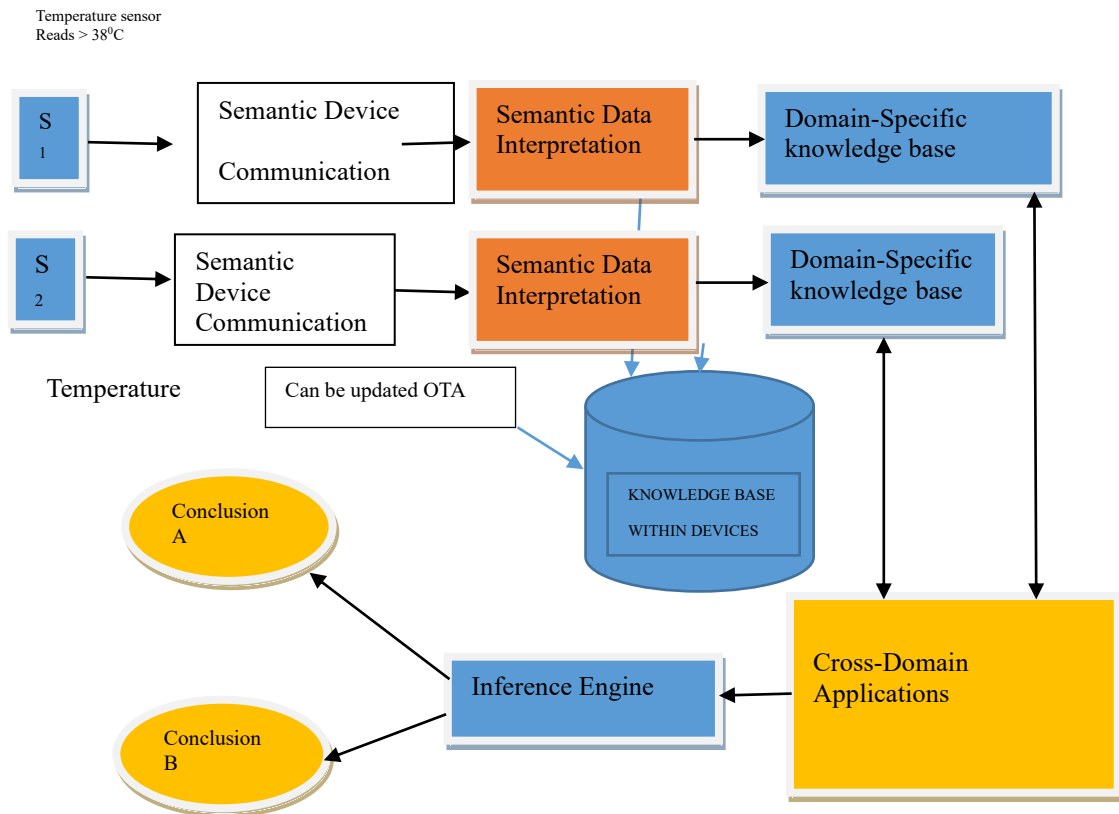 Temperature sensor
Reads > 38⁰C
S
1
Semantic Device
Communication
Semantic Data
Interpretation
Domain-Specific
knowledge base
S
2
Semantic
Device
Communication
Semantic Data
Interpretation
Domain-Specific
knowledge base
Temperature
Can be updated OTA
KNOWLEDGE BASE
WITHIN DEVICES
Conclusion
A
Inference Engine
Cross-Domain
Applications
Conclusion
B